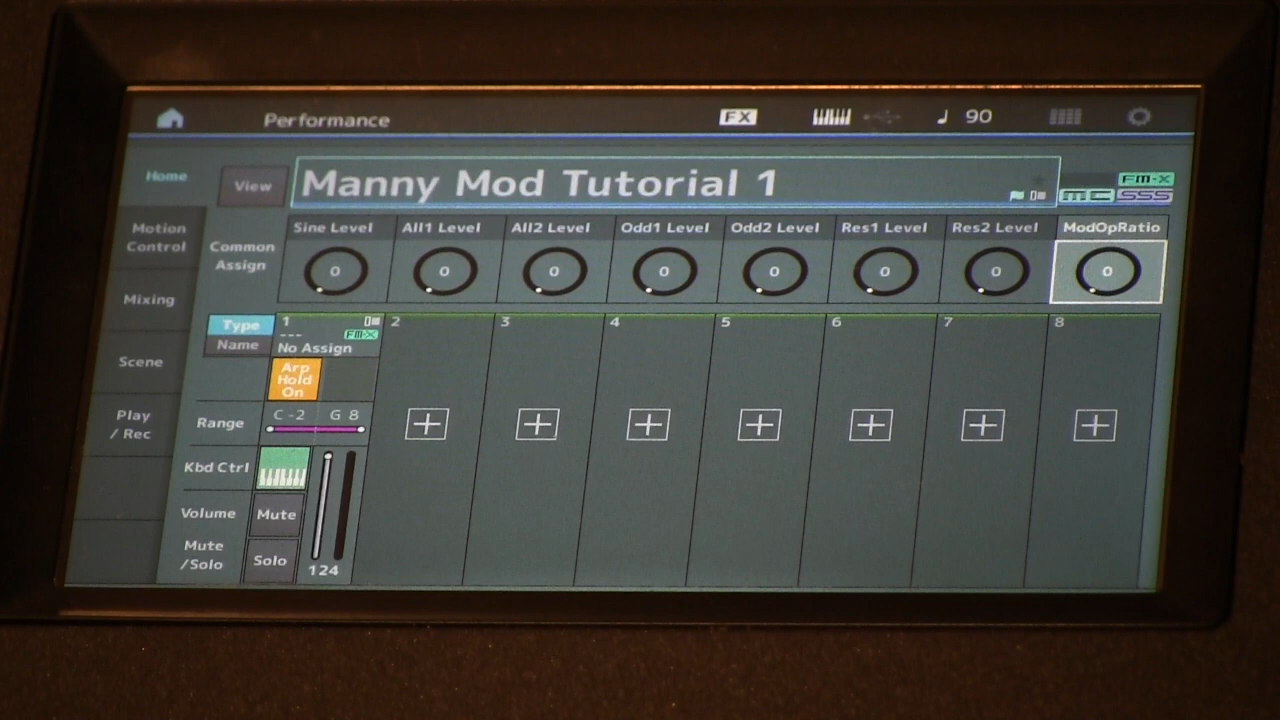 Performance FX 90
Home View Manny Mod Tutorial 1 FM-X
MC SSS
Motion Control
Common Assign
Sine Level All1 Level All2 Level Odd1 Level Odd2 Level Res1 Level Res2 Level ModOpRatio
0 0 0 0 0 0 0 0
Mixing
Type 1 2 3 4 5 6 7 8
--- FM-X
Name No Assign
Scene
Arp
Hold
On
Play
/ Rec
Range C -2 G 8
Kbd Ctrl
Volume Mute
Mute
/Solo Solo 124